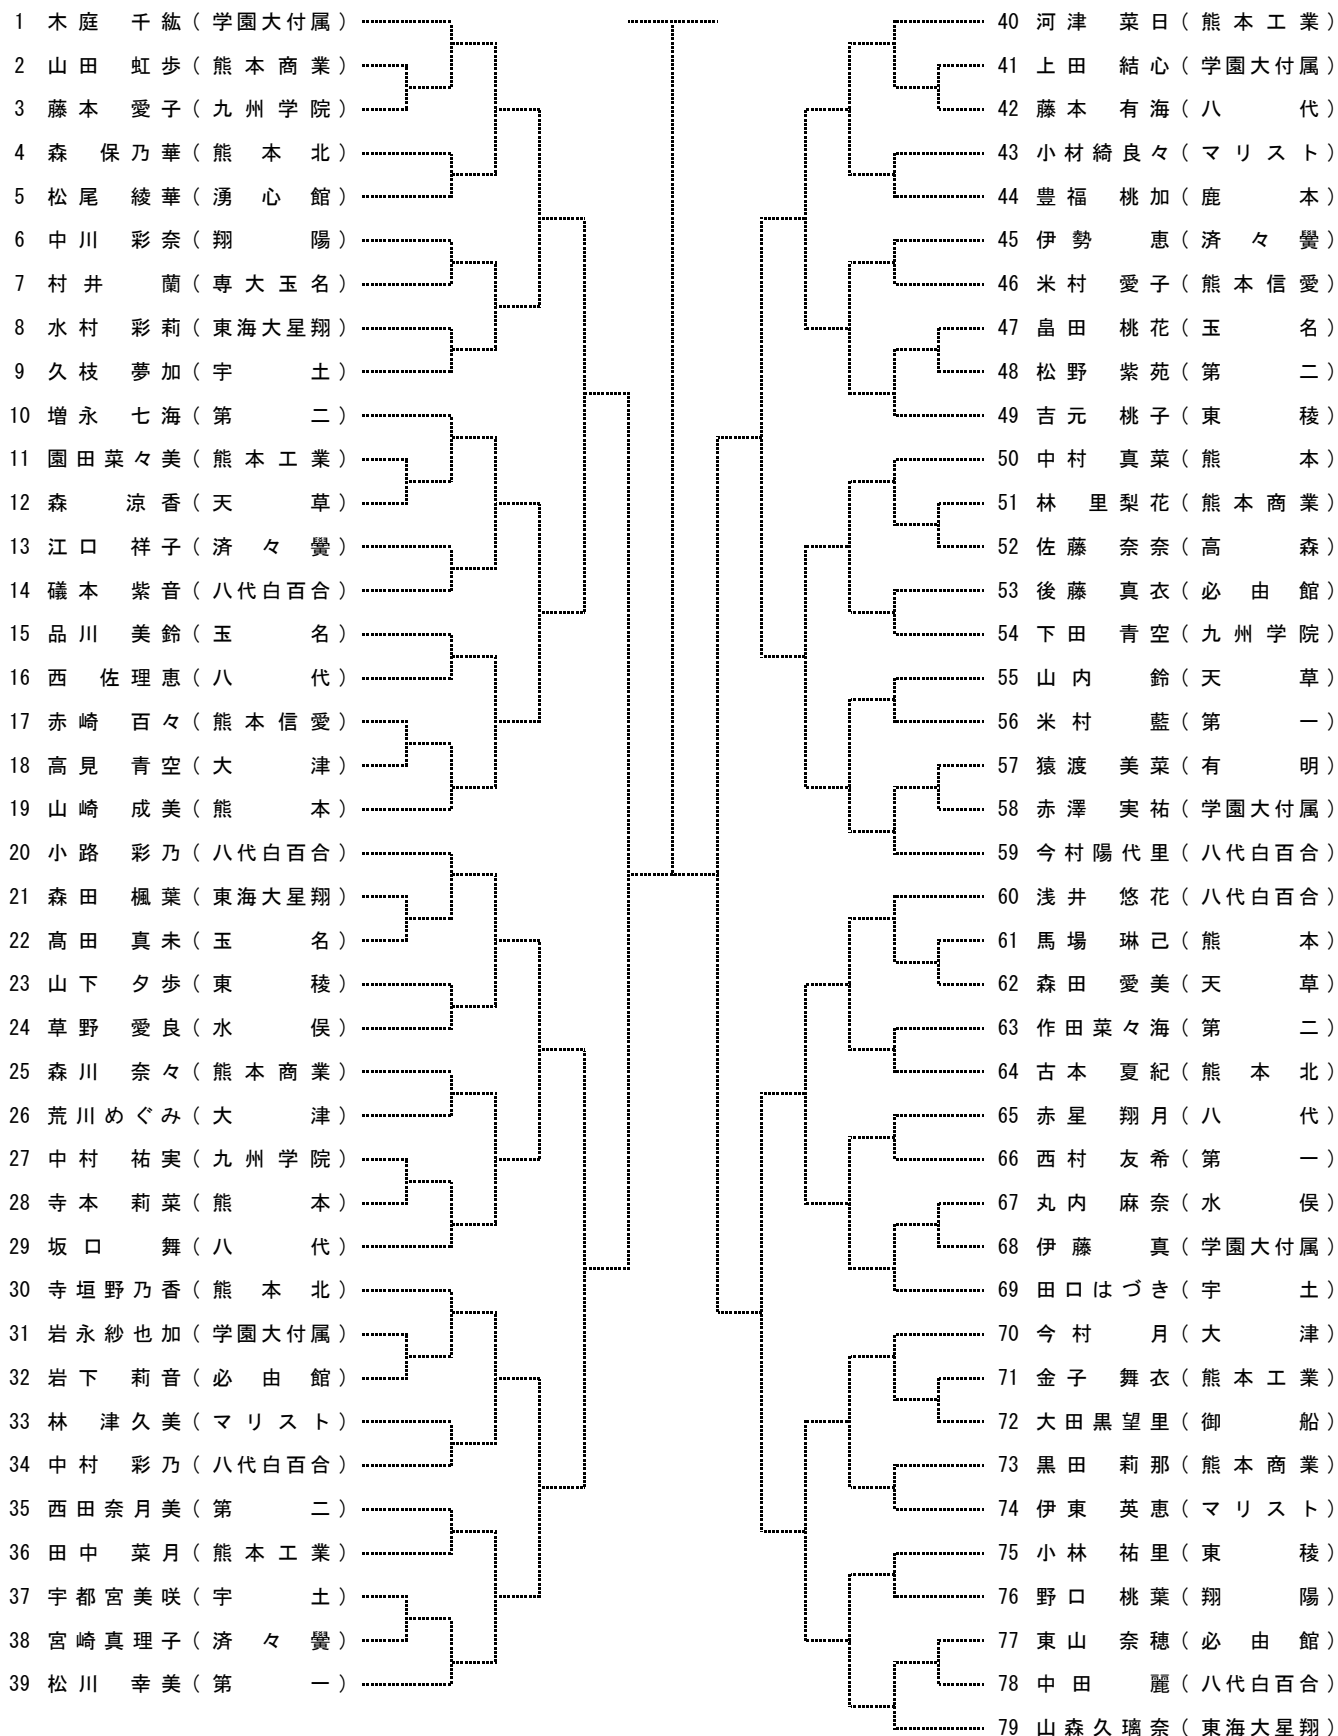 1 木庭 千紘 ( 学園大付属 )
2 山田 虹歩 ( 熊本商業 )
3 藤本 愛子 ( 九州学院 )
4 森 保乃華 ( 熊本北 )
5 松尾 綾華 ( 湧心館 )
6 中川 彩奈 ( 翔陽 )
7 村井 蘭 ( 専大玉名 )
8 水村 彩莉 ( 東海大星翔 )
9 久枝 夢加 ( 宇土 )
10 増永 七海 ( 第二 )
11 園田菜々美 ( 熊本工業 )
12 森 涼香 ( 天草 )
13 江口 祥子 ( 済々黌 )
14 礒本 紫音 ( 八代白百合 )
15 品川 美鈴 ( 玉名 )
16 西 佐理恵 ( 八代 )
17 赤崎 百々 ( 熊本信愛 )
18 高見 青空 ( 大津 )
19 山崎 成美 ( 熊本 )
20 小路 彩乃 ( 八代白百合 )
21 森田 楓葉 ( 東海大星翔 )
22 髙田 真未 ( 玉名 )
23 山下 夕歩 ( 東稜 )
24 草野 愛良 ( 水俣 )
25 森川 奈々 ( 熊本商業 )
26 荒川めぐみ ( 大津 )
27 中村 祐実 ( 九州学院 )
28 寺本 莉菜 ( 熊本 )
29 坂口 舞 ( 八代 )
30 寺垣野乃香 ( 熊本北 )
31 岩永紗也加 ( 学園大付属 )
32 岩下 莉音 ( 必由館 )
33 林 津久美 ( マリスト )
34 中村 彩乃 ( 八代白百合 )
35 西田奈月美 ( 第二 )
36 田中 菜月 ( 熊本工業 )
37 宇都宮美咲 ( 宇土 )
38 宮崎真理子 ( 済々黌 )
39 松川 幸美 ( 第一 )
40 河津 菜日 ( 熊本工業 )
41 上田 結心 ( 学園大付属 )
42 藤本 有海 ( 八代 )
43 小材綺良々 ( マリスト )
44 豊福 桃加 ( 鹿本 )
45 伊勢 恵 ( 済々黌 )
46 米村 愛子 ( 熊本信愛 )
47 畠田 桃花 ( 玉名 )
48 松野 紫苑 ( 第二 )
49 吉元 桃子 ( 東稜 )
50 中村 真菜 ( 熊本 )
51 林 里梨花 ( 熊本商業 )
52 佐藤 奈奈 ( 高森 )
53 後藤 真衣 ( 必由館 )
54 下田 青空 ( 九州学院 )
55 山内 鈴 ( 天草 )
56 米村 藍 ( 第一 )
57 猿渡 美菜 ( 有明 )
58 赤澤 実祐 ( 学園大付属 )
59 今村陽代里 ( 八代白百合 )
60 浅井 悠花 ( 八代白百合 )
61 馬場 琳己 ( 熊本 )
62 森田 愛美 ( 天草 )
63 作田菜々海 ( 第二 )
64 古本 夏紀 ( 熊本北 )
65 赤星 翔月 ( 八代 )
66 西村 友希 ( 第一 )
67 丸内 麻奈 ( 水俣 )
68 伊藤 真 ( 学園大付属 )
69 田口はづき ( 宇土 )
70 今村 月 ( 大津 )
71 金子 舞衣 ( 熊本工業 )
72 大田黒望里 ( 御船 )
73 黒田 莉那 ( 熊本商業 )
74 伊東 英恵 ( マリスト )
75 小林 祐里 ( 東稜 )
76 野口 桃葉 ( 翔陽 )
77 東山 奈穂 ( 必由館 )
78 中田 麗 ( 八代白百合 )
79 山森久璃奈 ( 東海大星翔 )